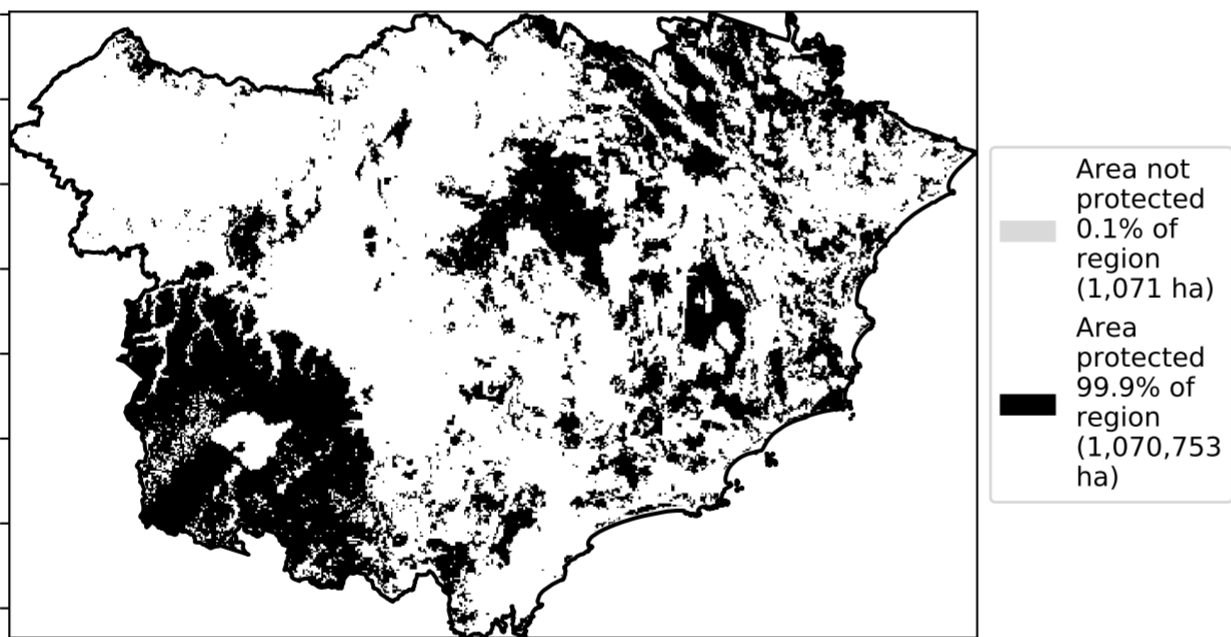 Area not
protected
0.1% of
region
(1,071 ha)
Area
protected
99.9% of
region
(1,070,753
ha)